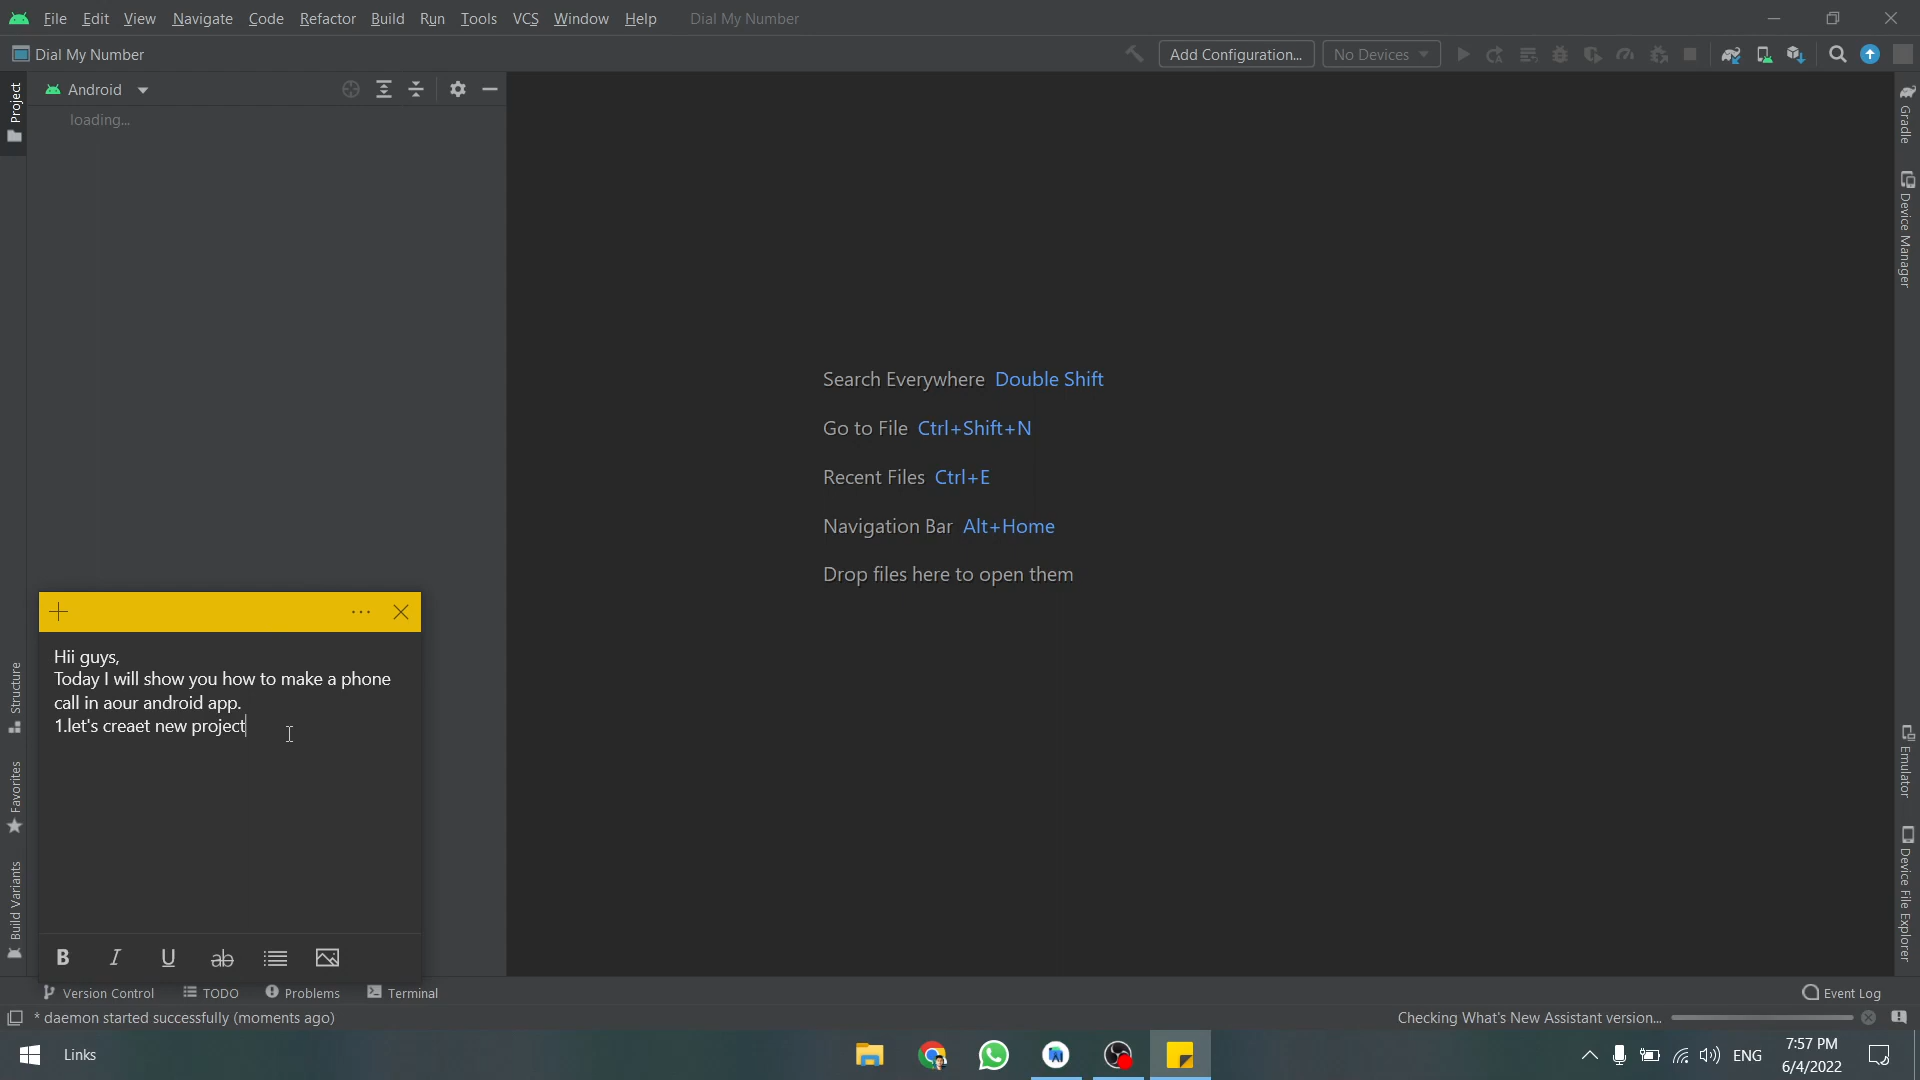 File Edit View Navigate Code Refactor Build Run Tools VCS Window Help Dial My Number
Dial My Number Add Configuration... No Devices
Project
Android
loading...
Gradle
Device Manager
Search Everywhere Double Shift
Go to File Ctrl+Shift+N
Recent Files Ctrl+E
Navigation Bar Alt+Home
Drop files here to open them
Hii guys,
Today I will show you how to make a phone
call in aour android app.
1.let's creaet new project
B I U ab
Structure
Favorites
Build Variants
Emulator
Device File Explorer
Version Control TODO Problems Terminal Event Log
* daemon started successfully (moments ago) Checking What's New Assistant version...
Links ENG 7:57 PM
6/4/2022